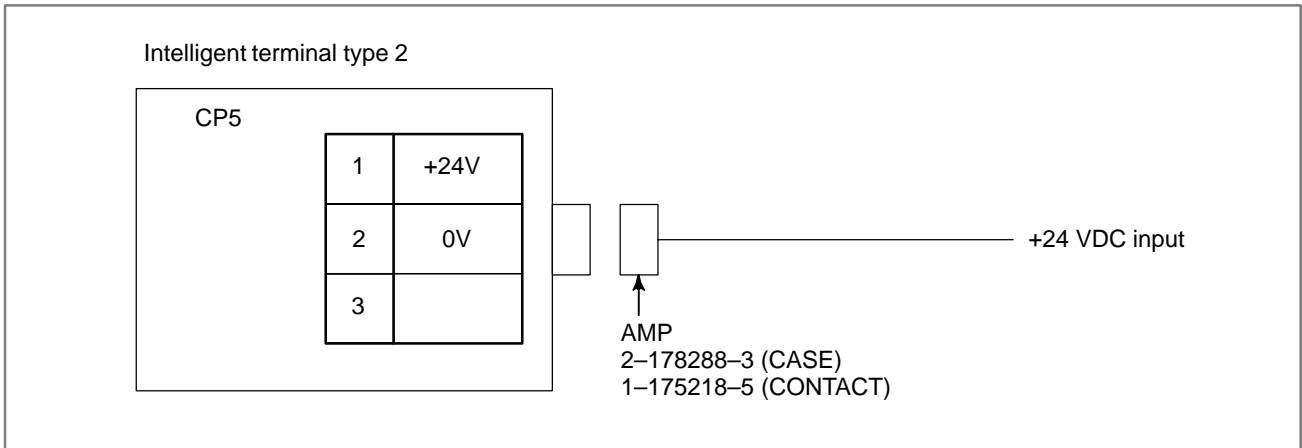 Intelligent terminal type 2
CP5
1 +24V
2 0V
3
+24 VDC input
AMP
2–178288–3 (CASE)
1–175218–5 (CONTACT)